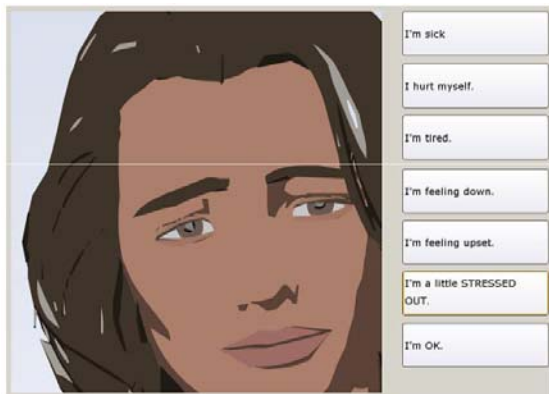 I'm sick
I hurt myself.
I'm tired.
I'm feeling down.
I'm feeling upset.
I'm a little STRESSED
OUT.
I'm OK.